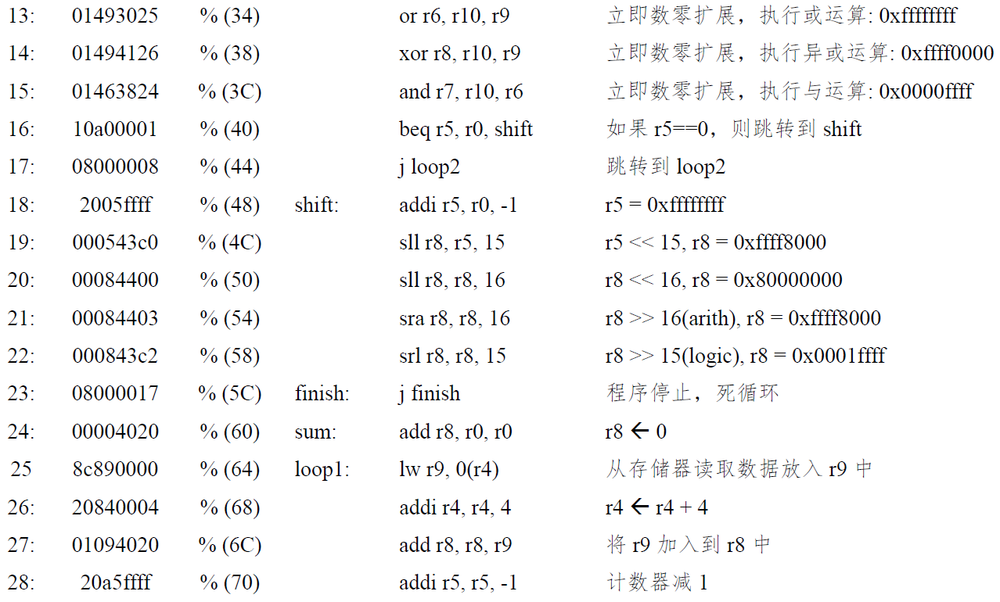 13: 01493025 % (34) or r6, r10, r9 立即数零扩展，执行或运算: 0xffffffff
14: 01494126 % (38) xor r8, r10, r9 立即数零扩展，执行异或运算: 0xffff0000
15: 01463824 % (3C) and r7, r10, r6 立即数零扩展，执行与运算: 0x0000ffff
16: 10a00001 % (40) beq r5, r0, shift 如果 r5==0，则跳转到 shift
17: 08000008 % (44) j loop2 跳转到 loop2
18: 2005ffff % (48) shift: addi r5, r0, -1 r5 = 0xffffffff
19: 000543c0 % (4C) sll r8, r5, 15 r5 << 15, r8 = 0xffff8000
20: 00084400 % (50) sll r8, r8, 16 r8 << 16, r8 = 0x80000000
21: 00084403 % (54) sra r8, r8, 16 r8 >> 16(arith), r8 = 0xffff8000
22: 000843c2 % (58) srl r8, r8, 15 r8 >> 15(logic), r8 = 0x0001ffff
23: 08000017 % (5C) finish: j finish 程序停止，死循环
24: 00004020 % (60) sum: add r8, r0, r0 r8 ← 0
25 8c890000 % (64) loop1: lw r9, 0(r4) 从存储器读取数据放入 r9 中
26: 20840004 % (68) addi r4, r4, 4 r4 ← r4 + 4
27: 01094020 % (6C) add r8, r8, r9 将 r9 加入到 r8 中
28: 20a5ffff % (70) addi r5, r5, -1 计数器减 1